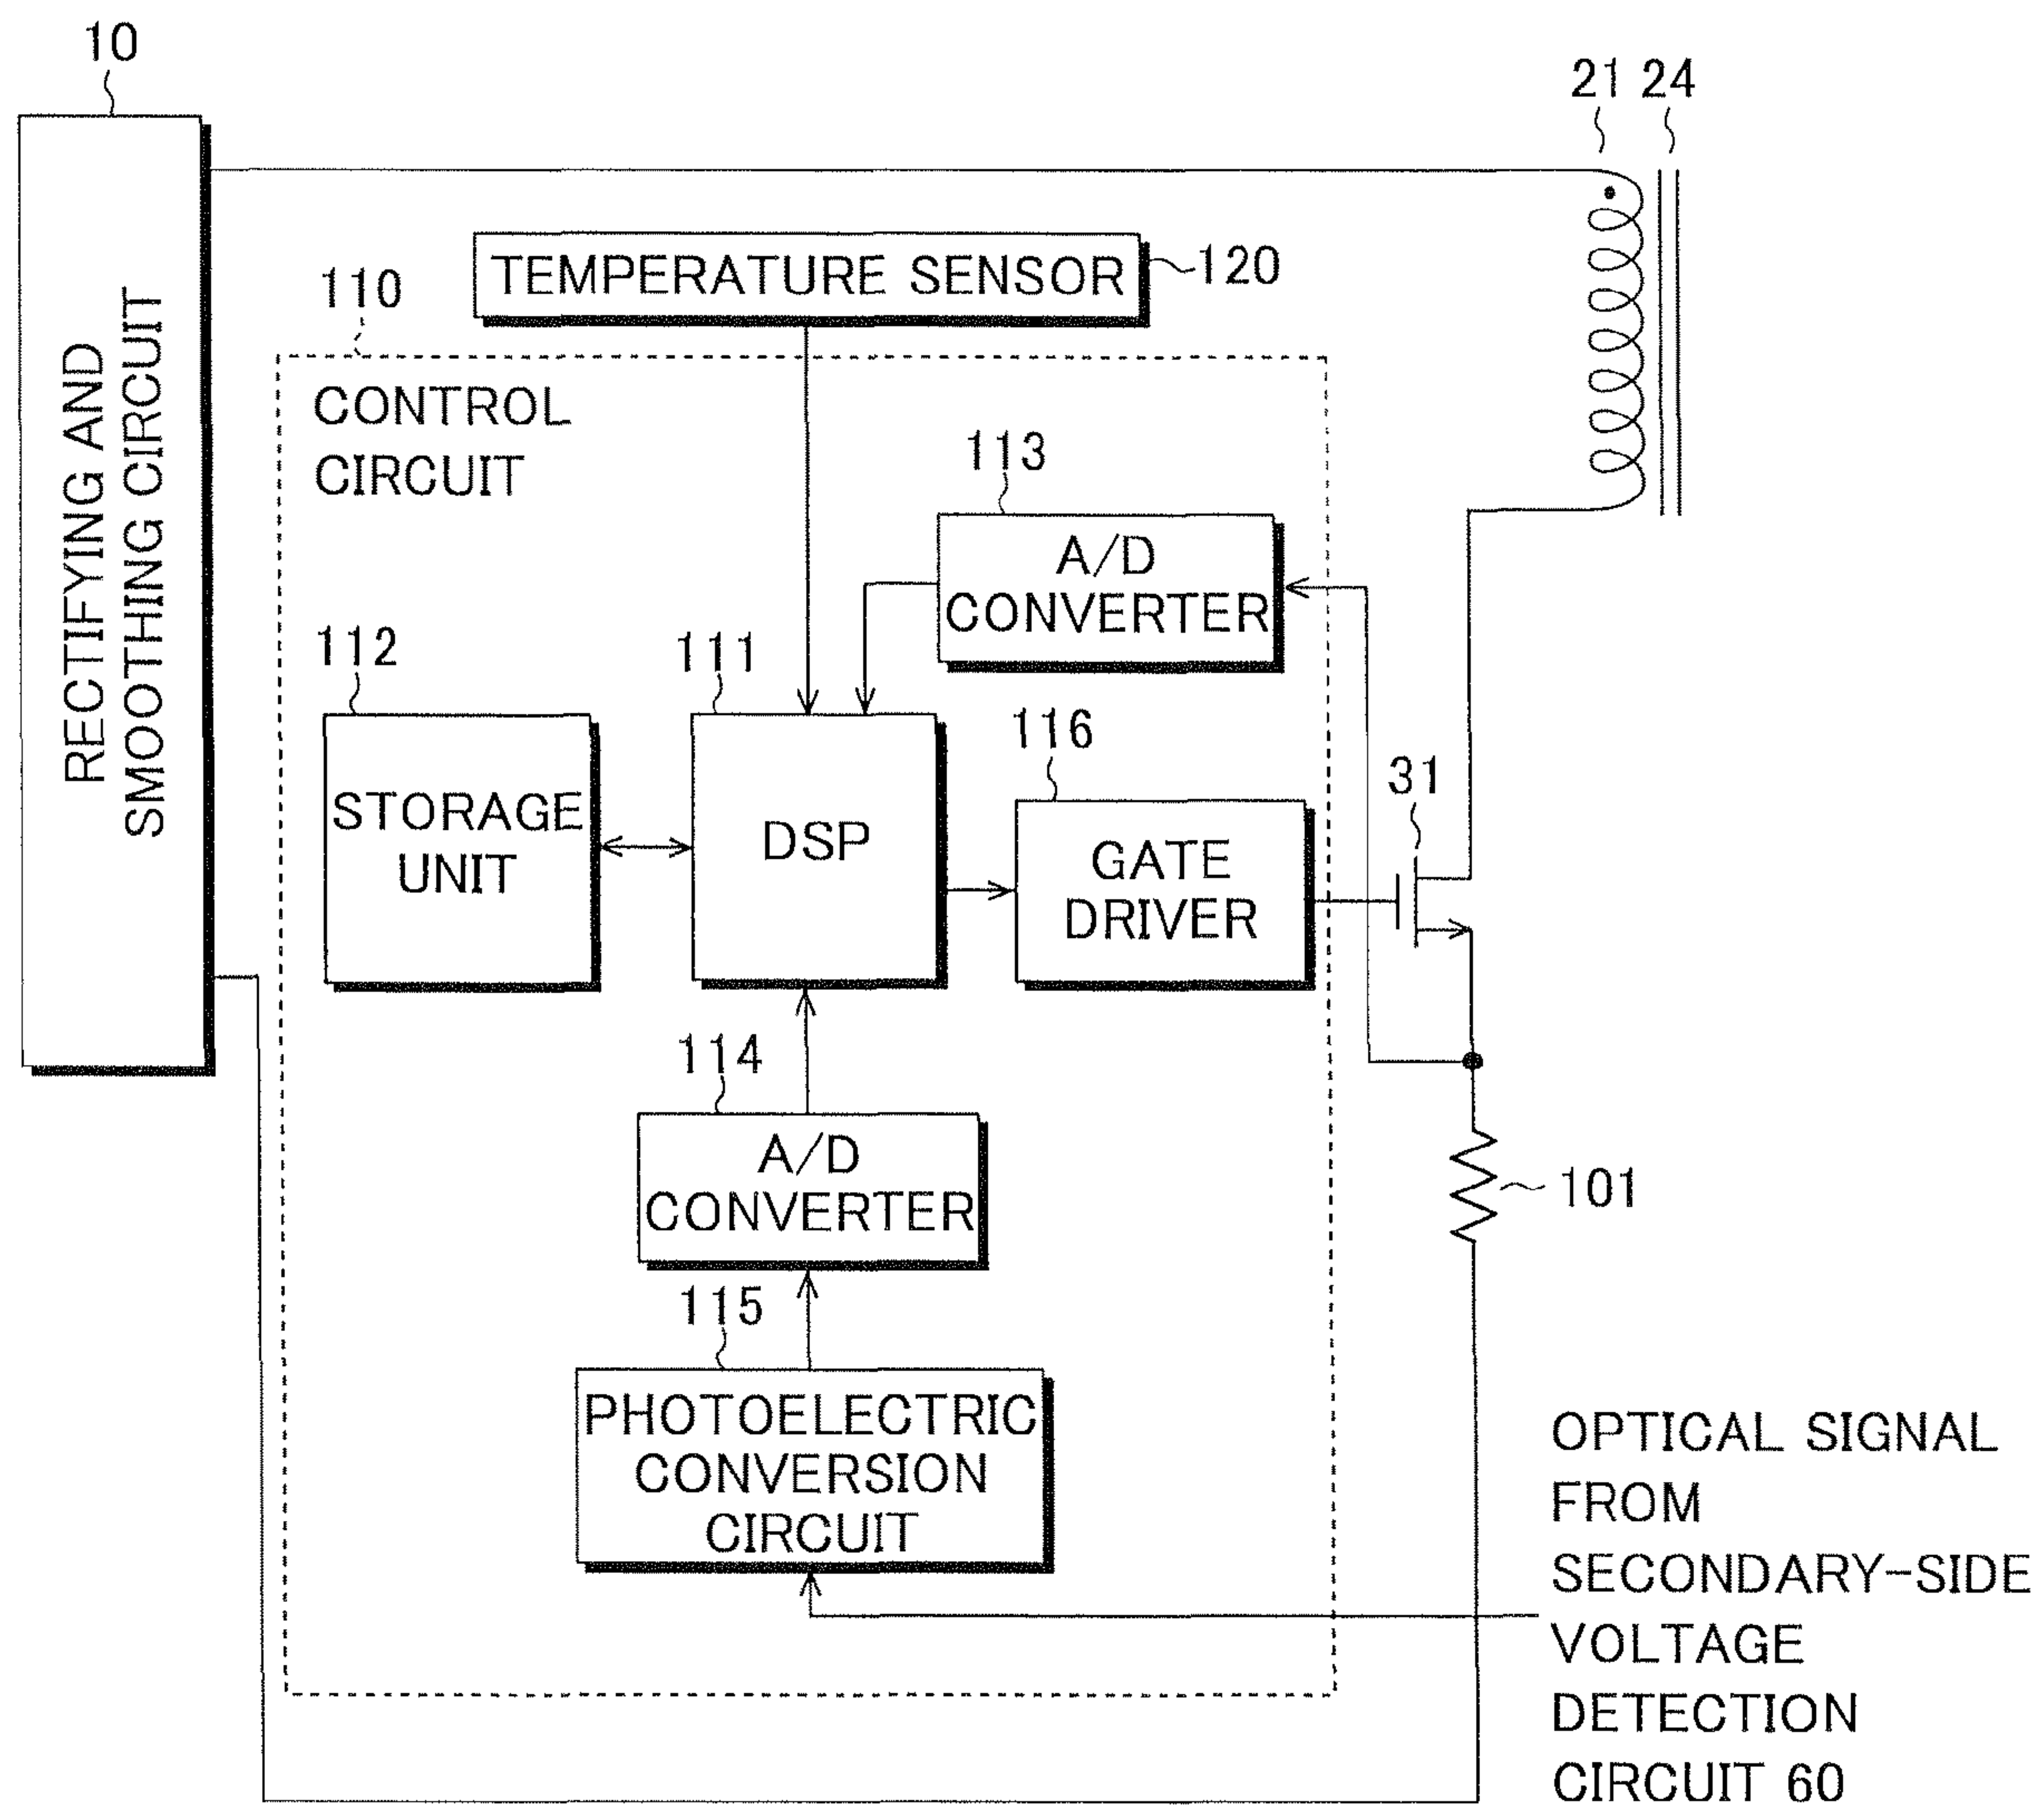 10
21 24
TEMPERATURE SENSOR
120
110
CONTROL
CIRCUIT
RECTIFYING AND
SMOOTHING CIRCUIT
113
A/D
CONVERTER
112
111
116
31
STORAGE
UNIT
DSP
GATE
DRIVER
114
A/D
CONVERTER
101
115
PHOTOELECTRIC
CONVERSION
CIRCUIT
OPTICAL SIGNAL
FROM
SECONDARY-SIDE
VOLTAGE
DETECTION
CIRCUIT 60